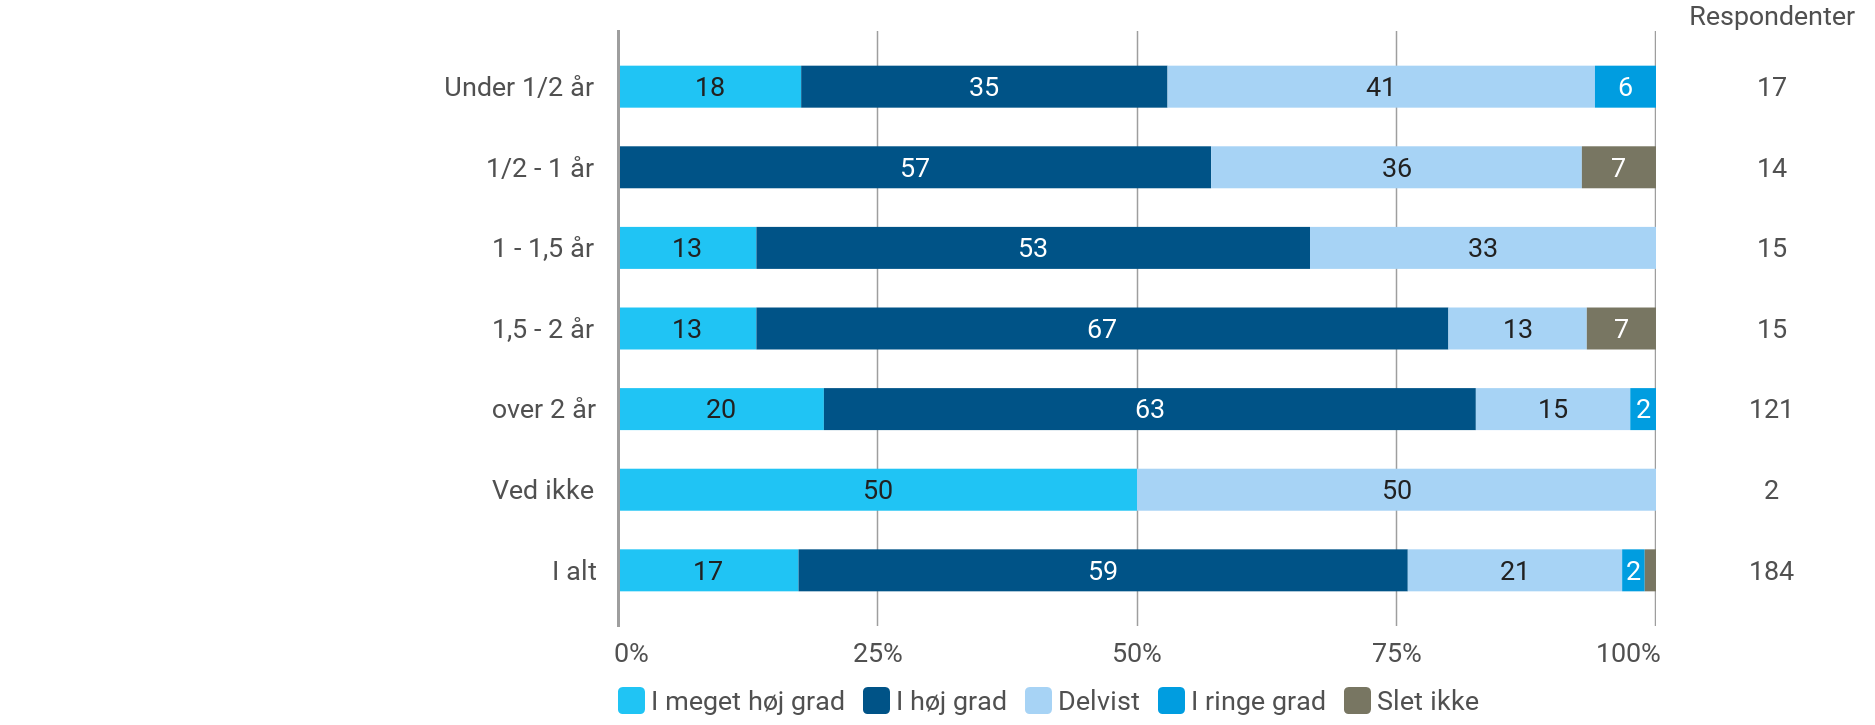 Respondenter
Under 1/2 år 18 35 41 6 17
1/2 - 1 år 57 36 7 14
1 - 1,5 år 13 53 33 15
1,5 - 2 år 13 67 13 7 15
over 2 år 20 63 15 2 121
Ved ikke 50 50 2
I alt 17 59 21 2 184
0% 25% 50% 75% 100%
I meget høj grad I høj grad Delvist I ringe grad Slet ikke